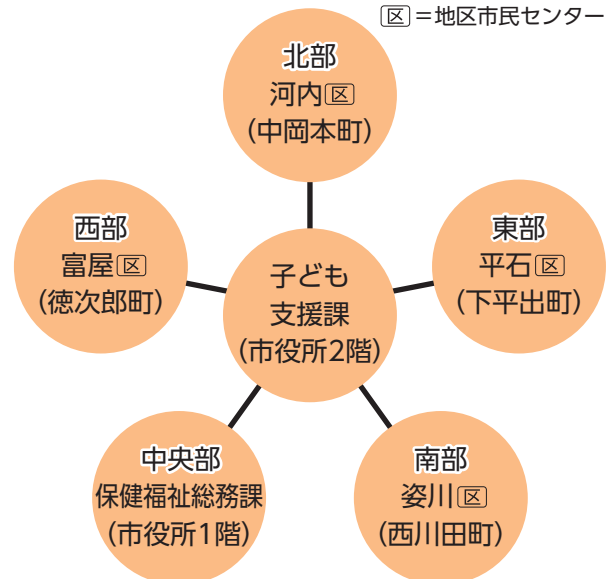 区＝地区市民センター
北部
河内区
(中岡本町)
西部
富屋区
(徳次郎町)
東部
平石区
(下平出町)
子ども
支援課
(市役所2階)
中央部
保健福祉総務課
(市役所1階)
南部
姿川区
(西川田町)